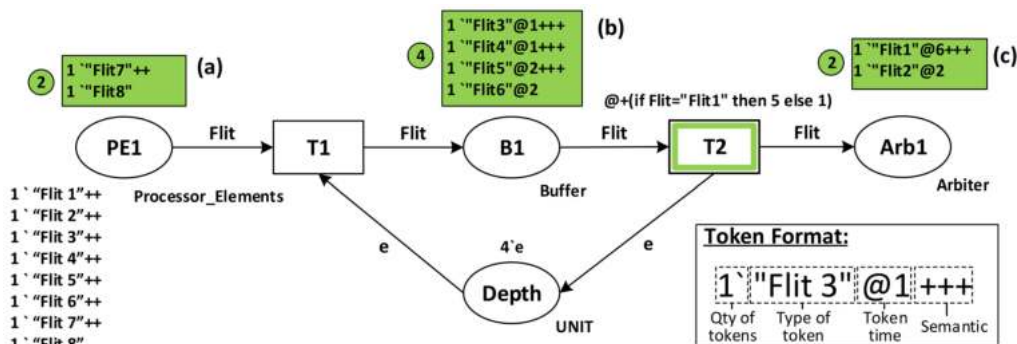 2
1 `"Flit7"++
1 `"Flit8"
(a)
4
1 `"Flit3"@1+++
1 `"Flit4"@1+++
1 `"Flit5"@2+++
1 `"Flit6"@2
(b)
2
1 `"Flit1"@6+++
1 `"Flit2"@2
(c)
@+(if Flit="Flit1" then 5 else 1)
PE1
Flit
T1
Flit
B1
Flit
T2
Flit
Arb1
Processor_Elements
Buffer
Arbiter
1 ` “Flit 1”++
1 ` “Flit 2”++
1 ` “Flit 3”++
1 ` “Flit 4”++
1 ` “Flit 5”++
1 ` “Flit 6”++
1 ` “Flit 7”++
1 ` “Flit 8”
e
4`e
e
Depth
UNIT
Token Format:
1` "Flit 3" @1 +++
Qty of tokens
Type of token
Token time
Semantic